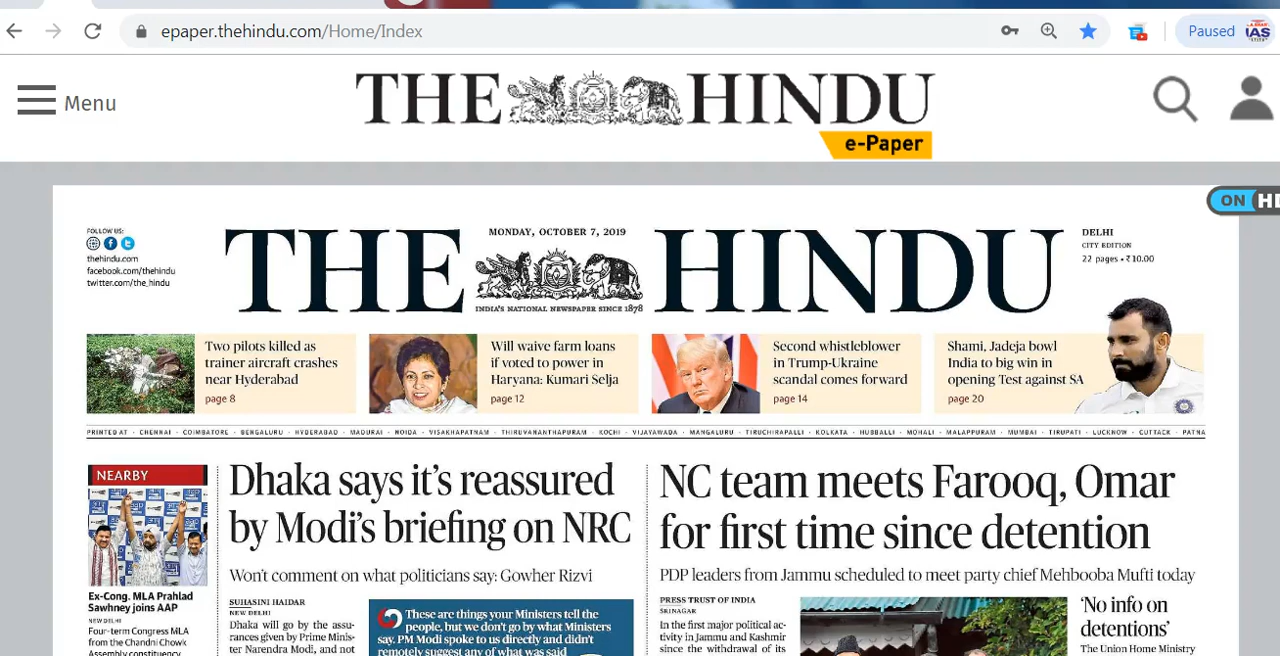 epaper.thehindu.com/Home/Index
Paused
IAS
Menu
THE HINDU
e-Paper
ON HD
FOLLOW US:
thehindu.com
facebook.com/thehindu
twitter.com/the_hindu
THE HINDU
MONDAY, OCTOBER 7, 2019
INDIA'S NATIONAL NEWSPAPER SINCE 1878
DELHI
CITY EDITION
22 pages • ₹10.00
Two pilots killed as
trainer aircraft crashes
near Hyderabad
page 8
Will waive farm loans
if voted to power in
Haryana: Kumari Selja
page 12
Second whistleblower
in Trump-Ukraine
scandal comes forward
page 14
Shami, Jadeja bowl
India to big win in
opening Test against SA
page 20
PRINTED AT · CHENNAI · COIMBATORE · BENGALURU · HYDERABAD · MADURAI · NOIDA · VISAKHAPATNAM · THIRUVANANTHAPURAM · KOCHI · VIJAYAWADA · MANGALURU · TIRUCHIRAPALLI · KOLKATA · HUBBALLI · MOHALI · MALAPPURAM · MUMBAI · TIRUPATI · LUCKNOW · CUTTACK · PATNA
NEARBY
Ex-Cong. MLA Prahlad
Sawhney joins AAP
NEW DELHI
Four-term Congress MLA
from the Chandni Chowk
Assembly constituency
Dhaka says it's reassured
by Modi's briefing on NRC
Won't comment on what politicians say: Gowher Rizvi
SUHASINI HAIDAR
NEW DELHI
Dhaka will go by the assu-
rances given by Prime Minis-
ter Narendra Modi, and not
These are things your Ministers tell the
people, but we don't go by what Ministers
say. PM Modi spoke to us directly and didn't
remotely suggest any of what was said
NC team meets Farooq, Omar
for first time since detention
PDP leaders from Jammu scheduled to meet party chief Mehbooba Mufti today
PRESS TRUST OF INDIA
SRINAGAR
In the first major political ac-
tivity in Jammu and Kashmir
since the withdrawal of its
'No info on
detentions'
The Union Home Ministry